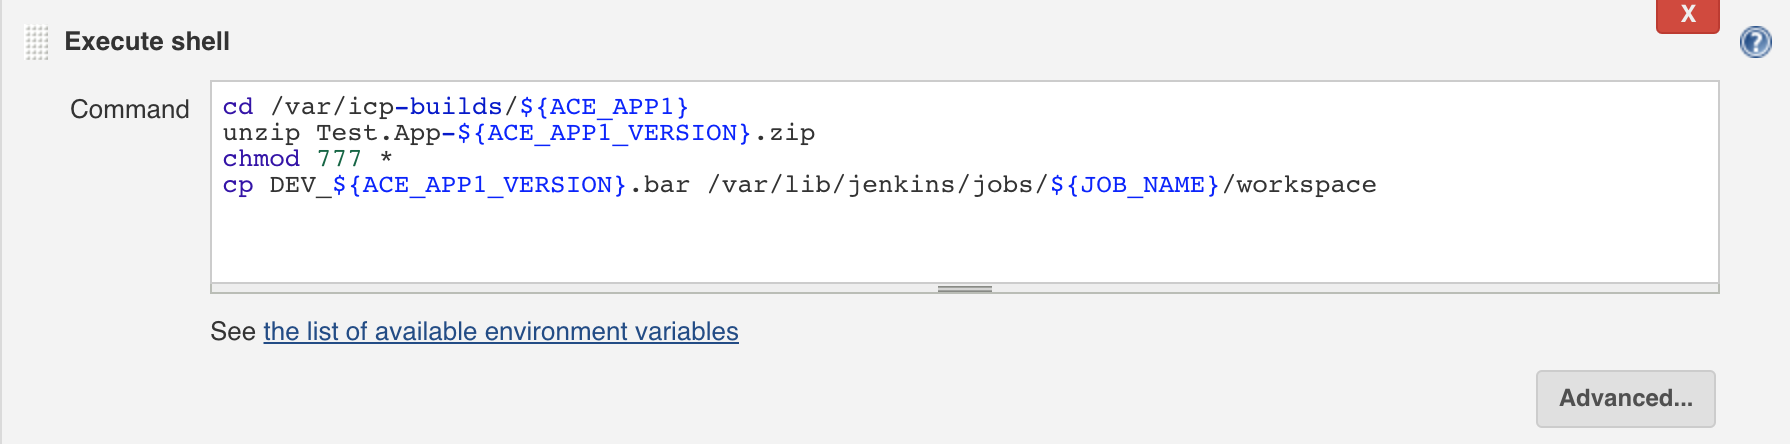 X
Execute shell
?
Command
cd /var/icp-builds/${ACE_APP1}
unzip Test.App-${ACE_APP1_VERSION}.zip
chmod 777 *
cp DEV_${ACE_APP1_VERSION}.bar /var/lib/jenkins/jobs/${JOB_NAME}/workspace
See the list of available environment variables
Advanced...